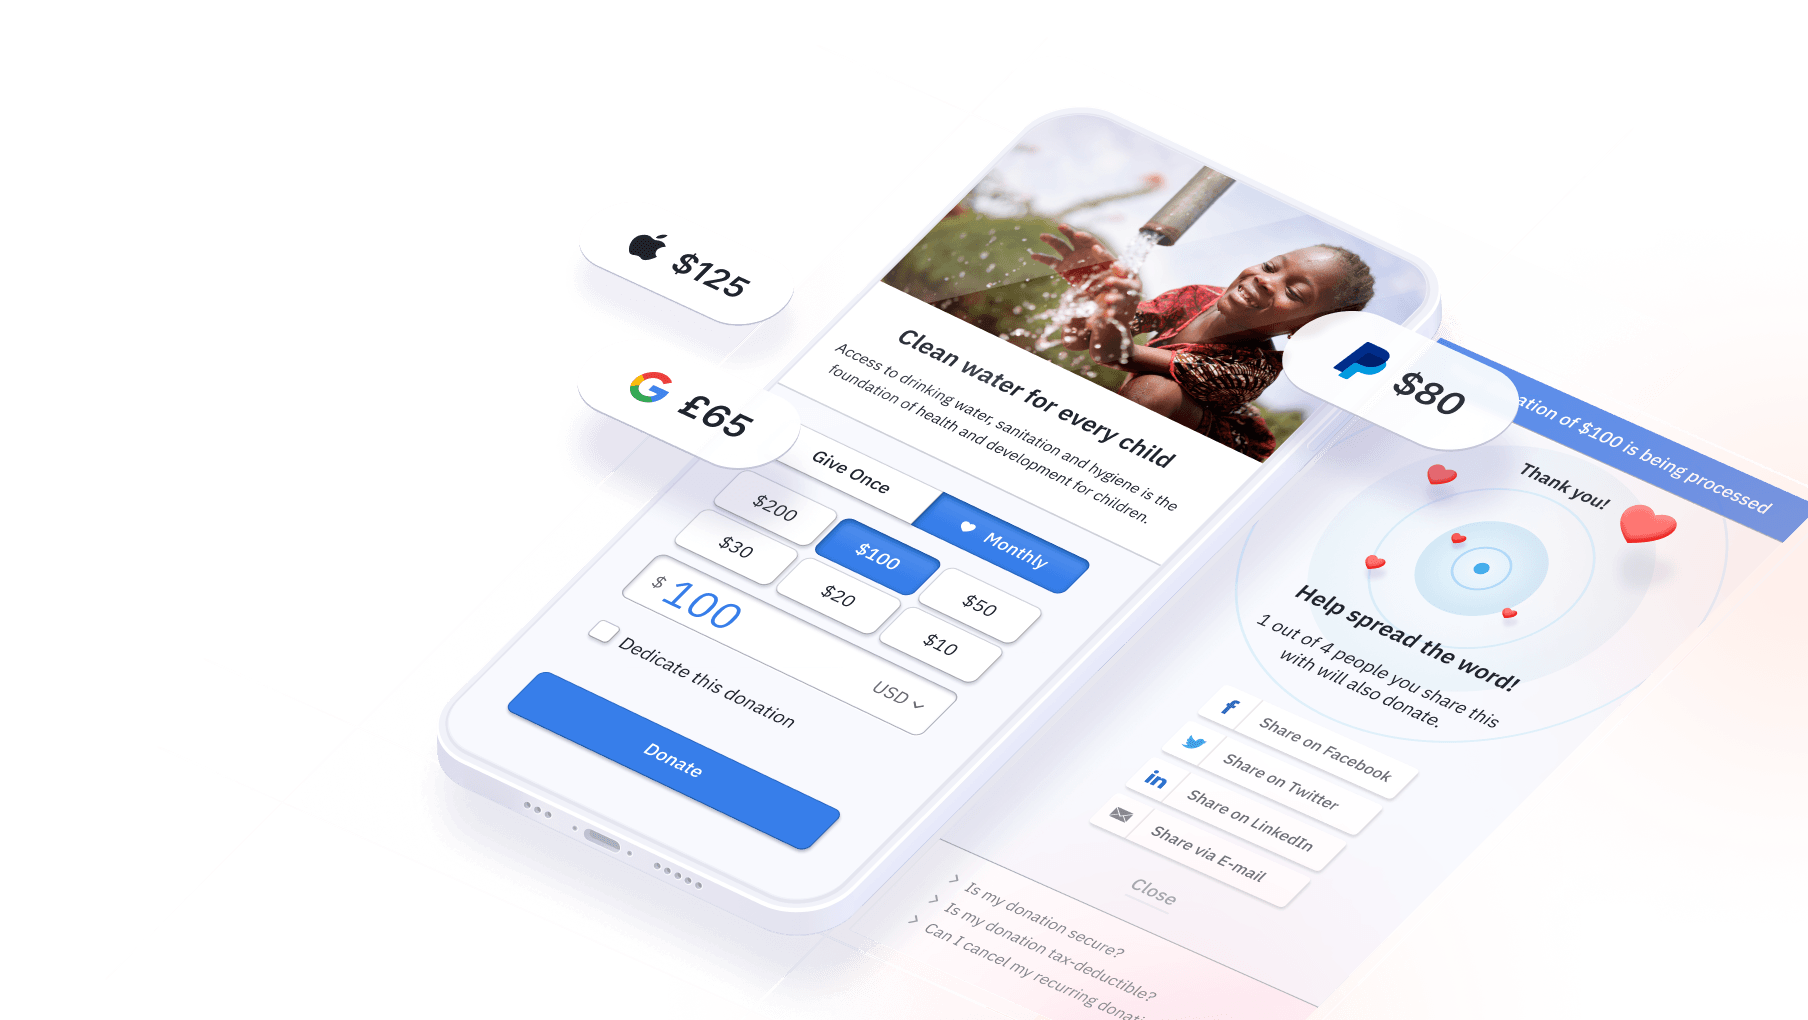 $125
£65
$80
Clean water for every child
Access to drinking water, sanitation and hygiene is the
foundation of health and development for children.
Give Once
Monthly
$200
$100
$50
$30
$20
$10
$ 100
USD
Dedicate this donation
Donate
of $100 is being processed
Thank you!
Help spread the word!
1 out of 4 people you share this
with will also donate.
Share on Facebook
Share on Twitter
Share on LinkedIn
Share via E-mail
Close
Is my donation secure?
Is my donation tax-deductible?
Can I cancel my recurring